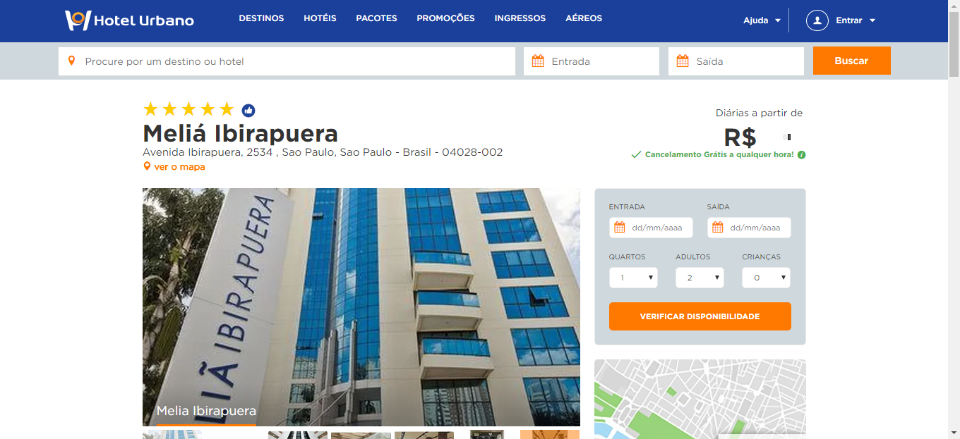 Hotel Urbano
DESTINOS HOTÉIS PACOTES PROMOÇÕES INGRESSOS AÉREOS
Ajuda Entrar
Procure por um destino ou hotel Entrada Saída Buscar
Meliá Ibirapuera
Avenida Ibirapuera, 2534 , Sao Paulo, Sao Paulo - Brasil - 04028-002
ver o mapa
Diárias a partir de
R$
Cancelamento Grátis a qualquer hora!
LIÃ IBIRAPUERA
Melia Ibirapuera
ENTRADA SAÍDA
dd/mm/aaaa dd/mm/aaaa
QUARTOS ADULTOS CRIANÇAS
1 2 0
VERIFICAR DISPONIBILIDADE